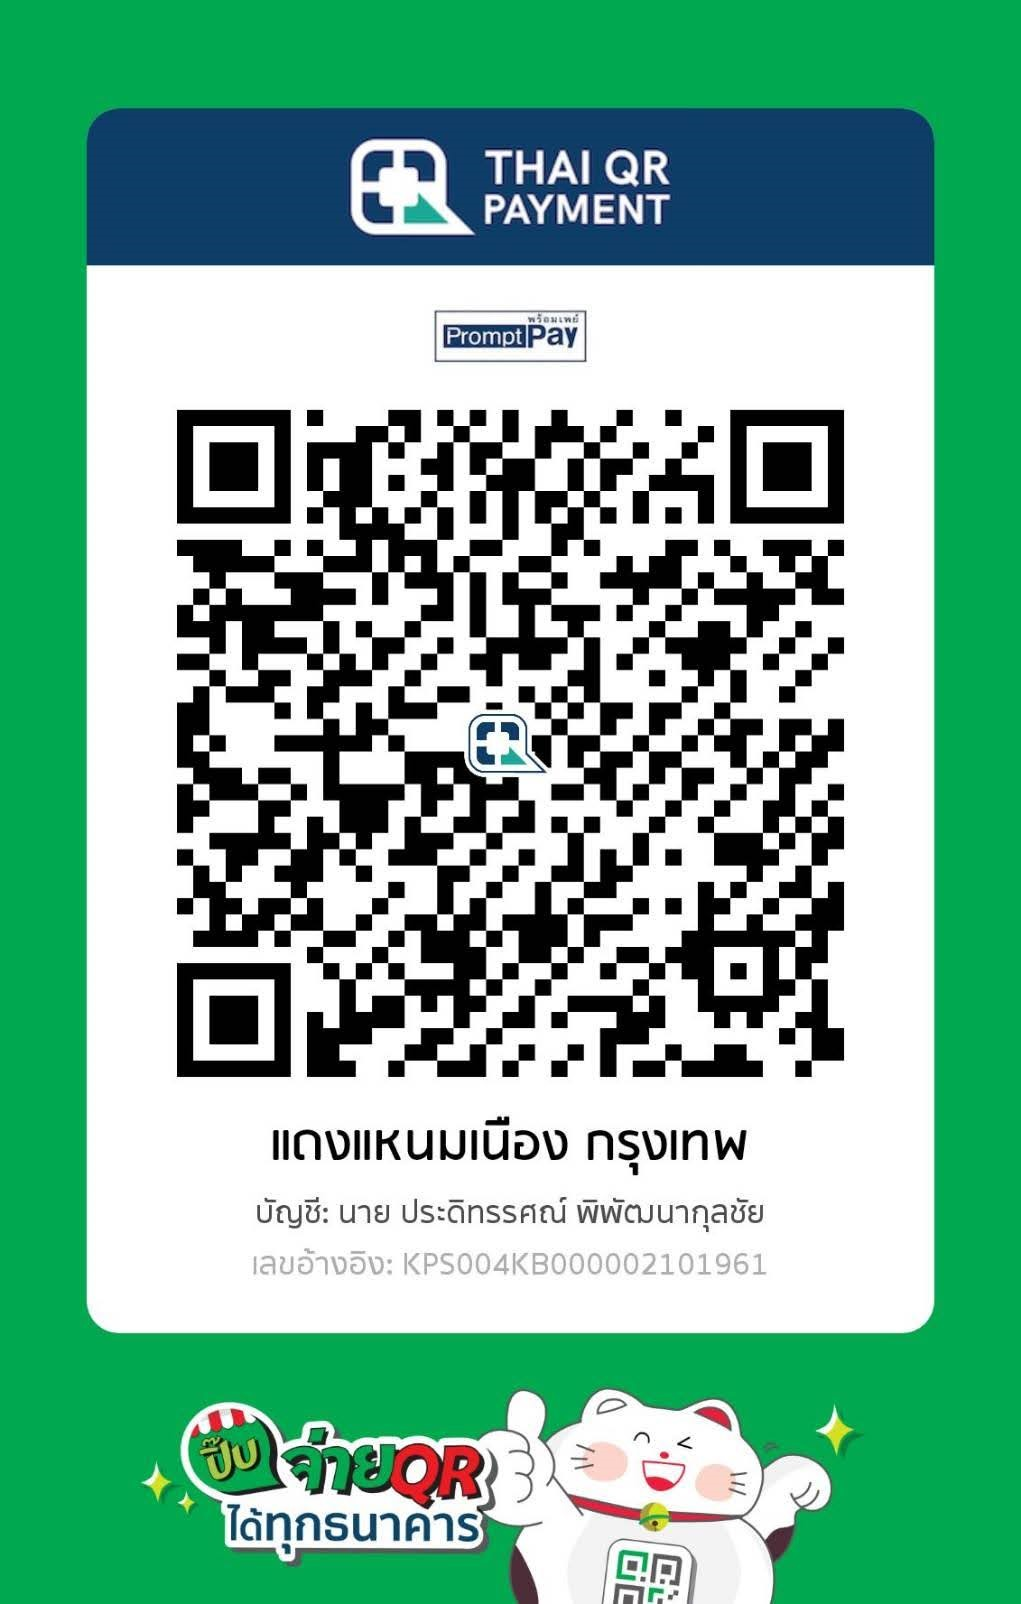 THAI QR
PAYMENT
พร้อมเพย์
PromptPay
แดงแหนมเนือง กรุงเทพ
บัญชี: นาย ประดิทรรศณ์ พิพัฒนากุลชัย
เลขอ้างอิง: KPS004KB000002101961
ปิ๊บ จ่ายQR
ได้ทุกธนาคาร